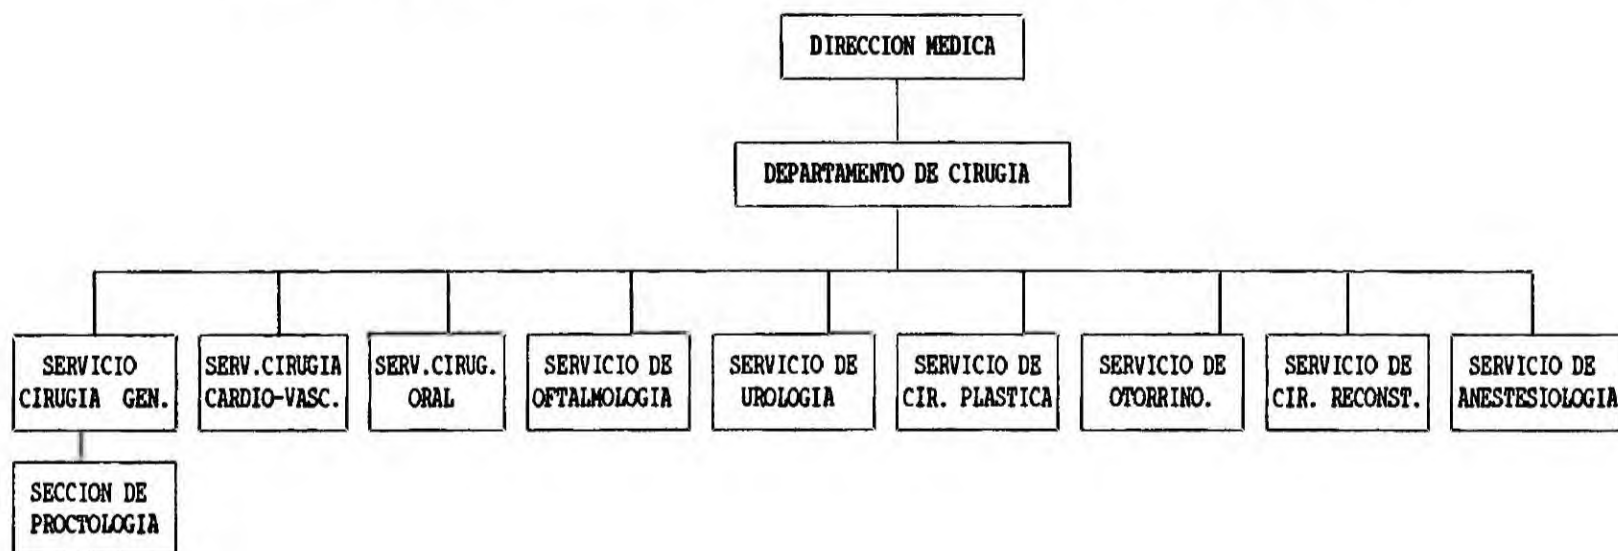 DIRECCION MEDICA
DEPARTAMENTO DE CIRUGIA
SERVICIO
CIRUGIA GEN.
SERV.CIRUGIA
CARDIO-VASC.
SERV.CIRUG.
ORAL
SERVICIO DE
OFTALMOLOGIA
SERVICIO DE
UROLOGIA
SERVICIO DE
CIR. PLASTICA
SERVICIO DE
OTORRINO.
SERVICIO DE
CIR. RECONST.
SERVICIO DE
ANESTESIOLOGIA
SECCION DE
PROCTOLOGIA